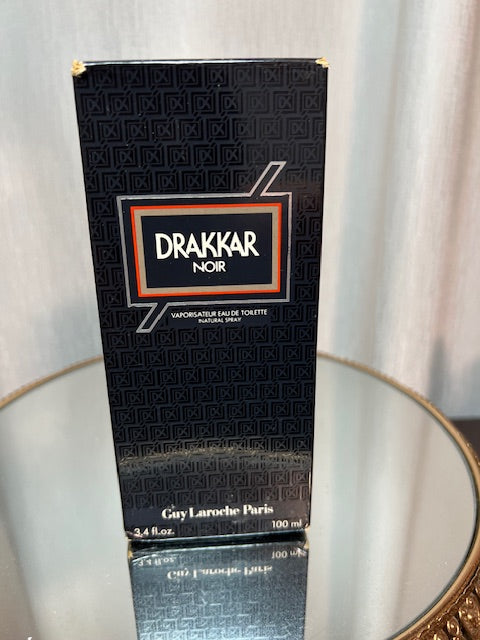 DRAKKAR
NOIR
VAPORISATEUR EAU DE TOILETTE
NATURAL SPRAY
Guy Laroche Paris
3,4 fl.oz. 100 ml